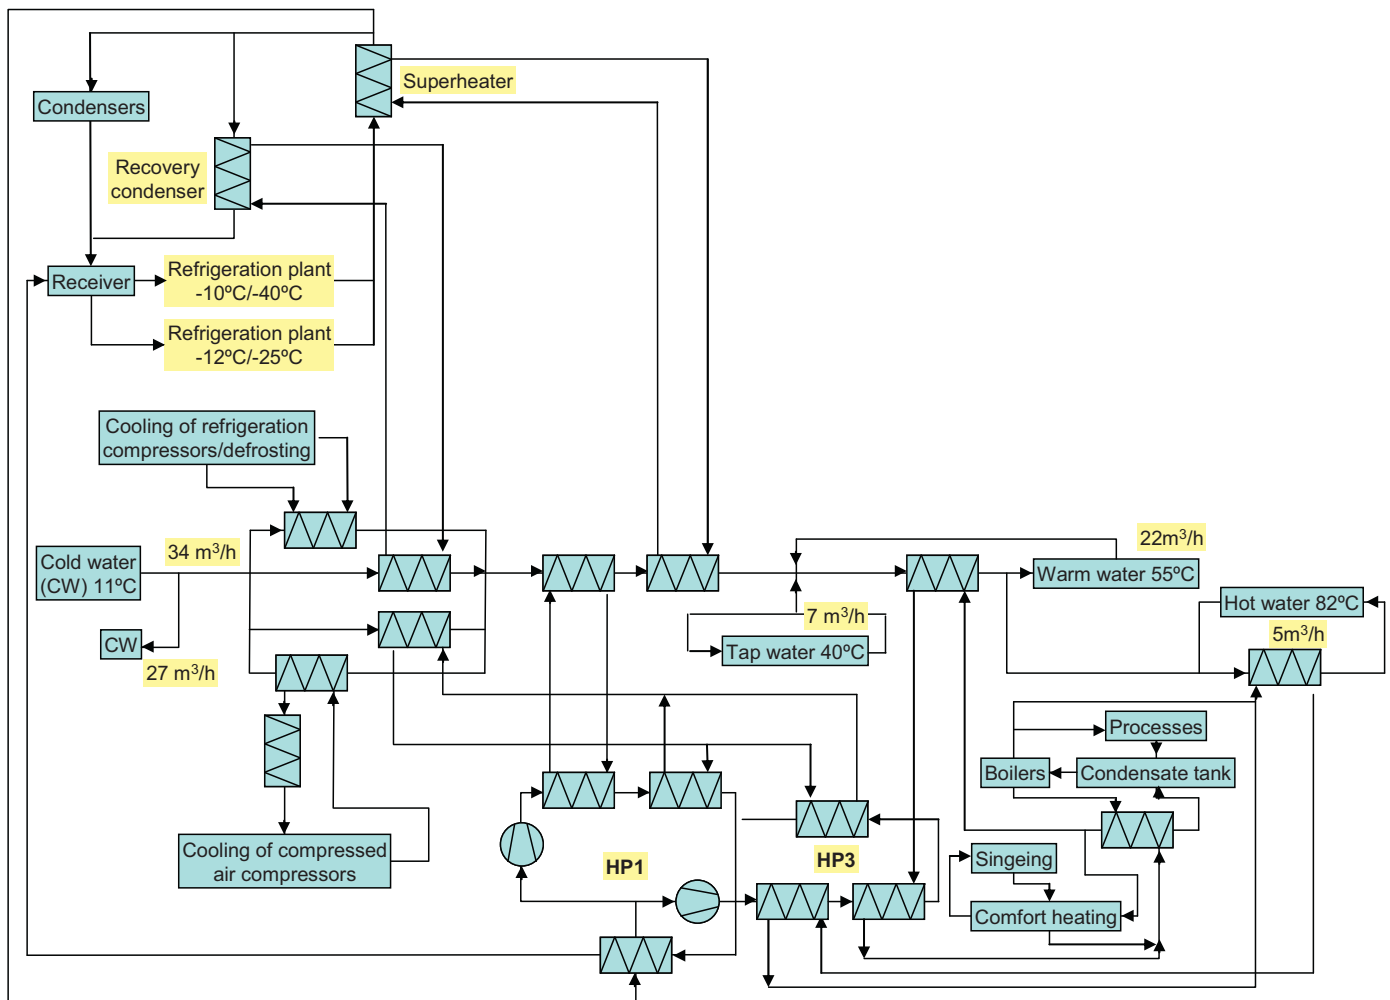 Superheater
Condensers
Recovery
condenser
Receiver
Refrigeration plant
-10ºC/-40ºC
Refrigeration plant
-12ºC/-25ºC
Cooling of refrigeration
compressors/defrosting
34 m³/h
Cold water
(CW) 11ºC
CW
27 m³/h
22m³/h
Warm water 55ºC
Hot water 82ºC
7 m³/h
5m³/h
Tap water 40ºC
Processes
Boilers
Condensate tank
Cooling of compressed
air compressors
HP1
HP3
Singeing
Comfort heating